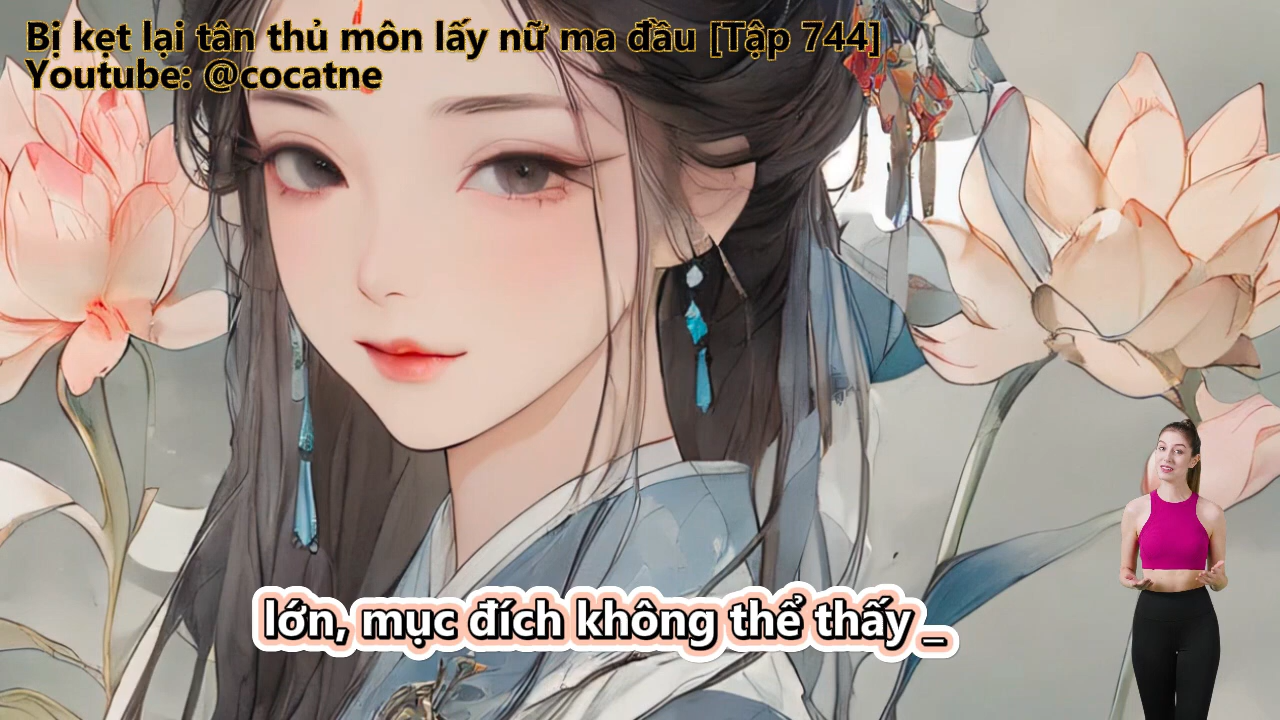 Bị kẹt lại tân thủ môn lấy nữ ma đầu [Tập 744]
Youtube: @cocatne
lớn, mục đích không thể thấy _